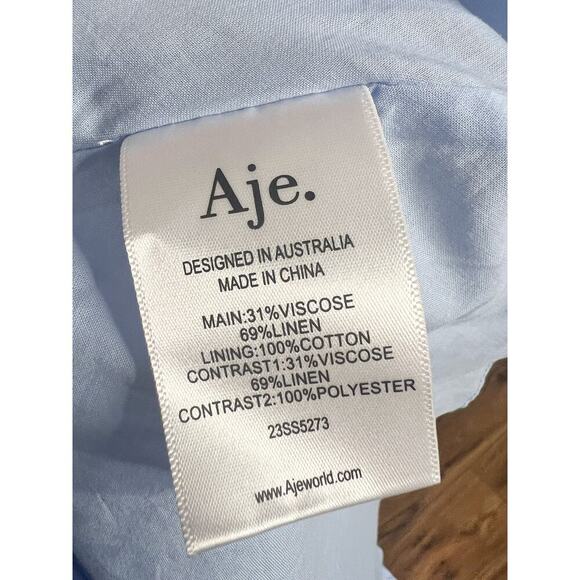 Aje.
DESIGNED IN AUSTRALIA
MADE IN CHINA
MAIN:31%VISCOSE
69%LINEN
LINING:100%COTTON
CONTRAST1:31%VISCOSE
69%LINEN
CONTRAST2:100%POLYESTER
23SS5273
www.Ajeworld.com